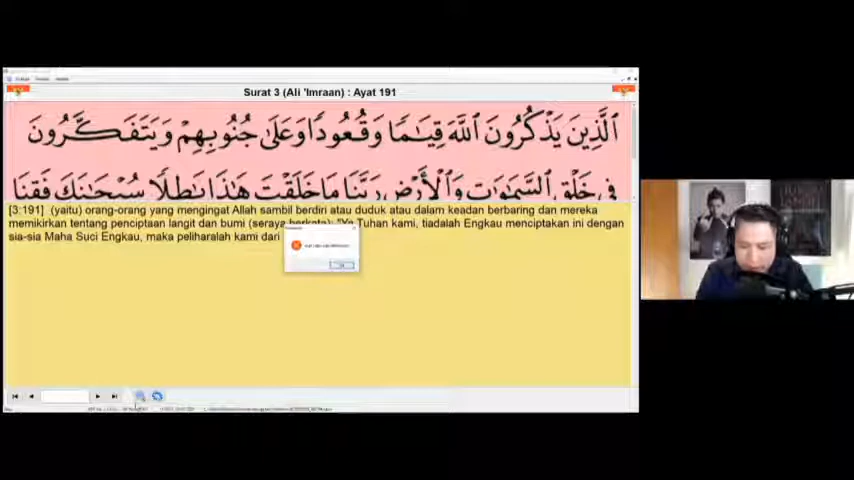 Surat 3 (Ali 'Imraan) : Ayat 191
ٱلَّذِينَ يَذْكُرُونَ ٱللَّهَ قِيَـٰمًا وَقُعُودًا وَعَلَىٰ جُنُوبِهِمْ وَيَتَفَكَّرُونَ
فِى خَلْقِ ٱلسَّمَـٰوَٰتِ وَٱلْأَرْضِ رَبَّنَا مَا خَلَقْتَ هَـٰذَا بَـٰطِلًا سُبْحَـٰنَكَ فَقِنَا
[3:191] (yaitu) orang-orang yang mengingat Allah sambil berdiri atau duduk atau dalam keadan berbaring dan mereka
memikirkan tentang penciptaan langit dan bumi (seraya berkata): "Ya Tuhan kami, tiadalah Engkau menciptakan ini dengan
sia-sia Maha Suci Engkau, maka peliharalah kami dari